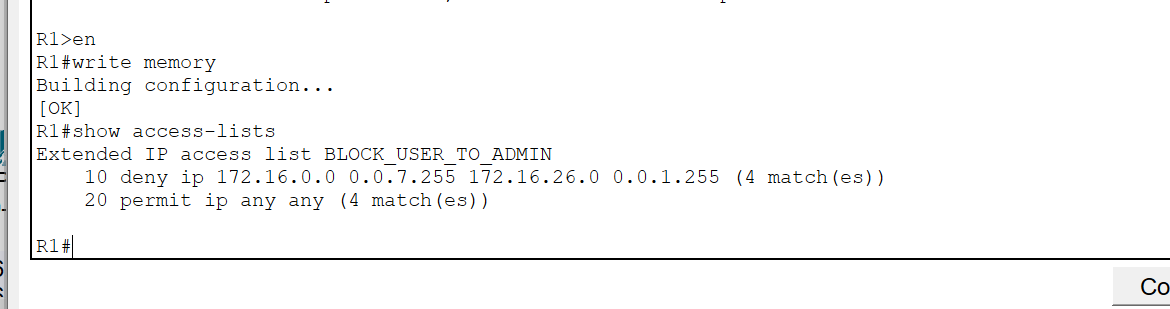 R1>en
R1#write memory
Building configuration...
[OK]
R1#show access-lists
Extended IP access list BLOCK_USER_TO_ADMIN
    10 deny ip 172.16.0.0 0.0.7.255 172.16.26.0 0.0.1.255 (4 match(es))
    20 permit ip any any (4 match(es))
R1#
Co